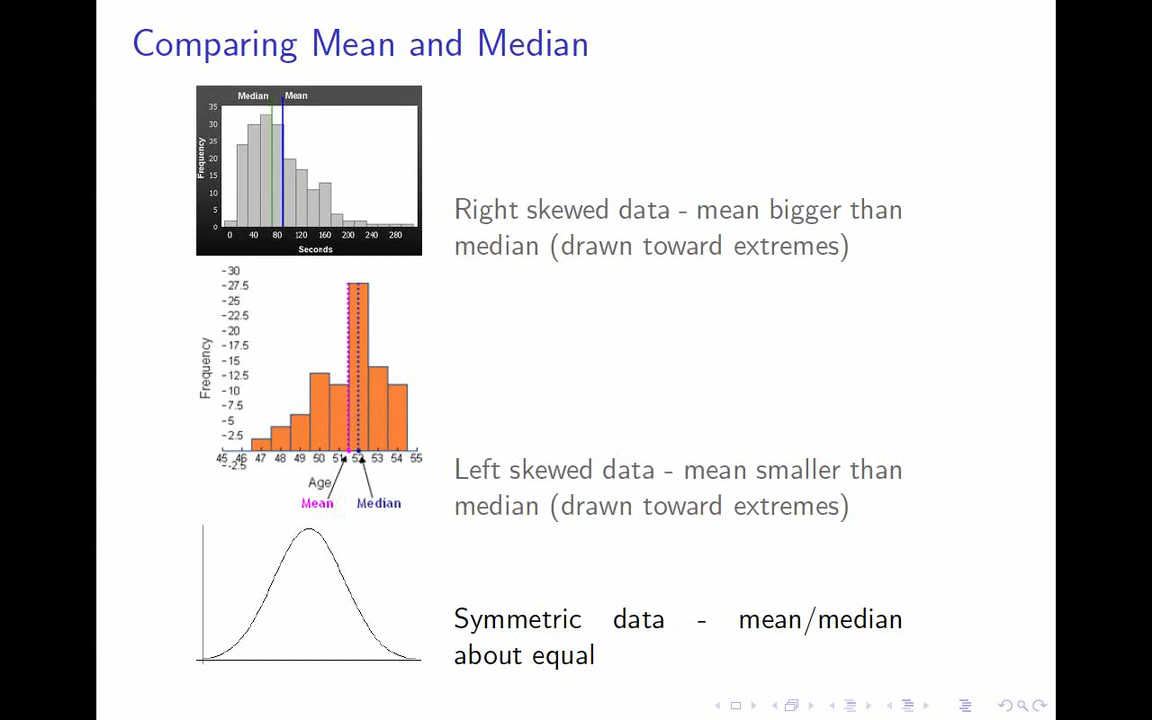 Comparing Mean and Median
Median Mean
35
30
25
20
15
10
5
0
Frequency
0 40 80 120 160 200 240 280
Seconds
Right skewed data - mean bigger than
median (drawn toward extremes)
-30
-27.5
-25
-22.5
-20
-17.5
-15
-12.5
-10
-7.5
-5
-2.5
-2.5
Frequency
45 46 47 48 49 50 51 52 53 54 55
Age
Mean Median
Left skewed data - mean smaller than
median (drawn toward extremes)
Symmetric data - mean/median
about equal